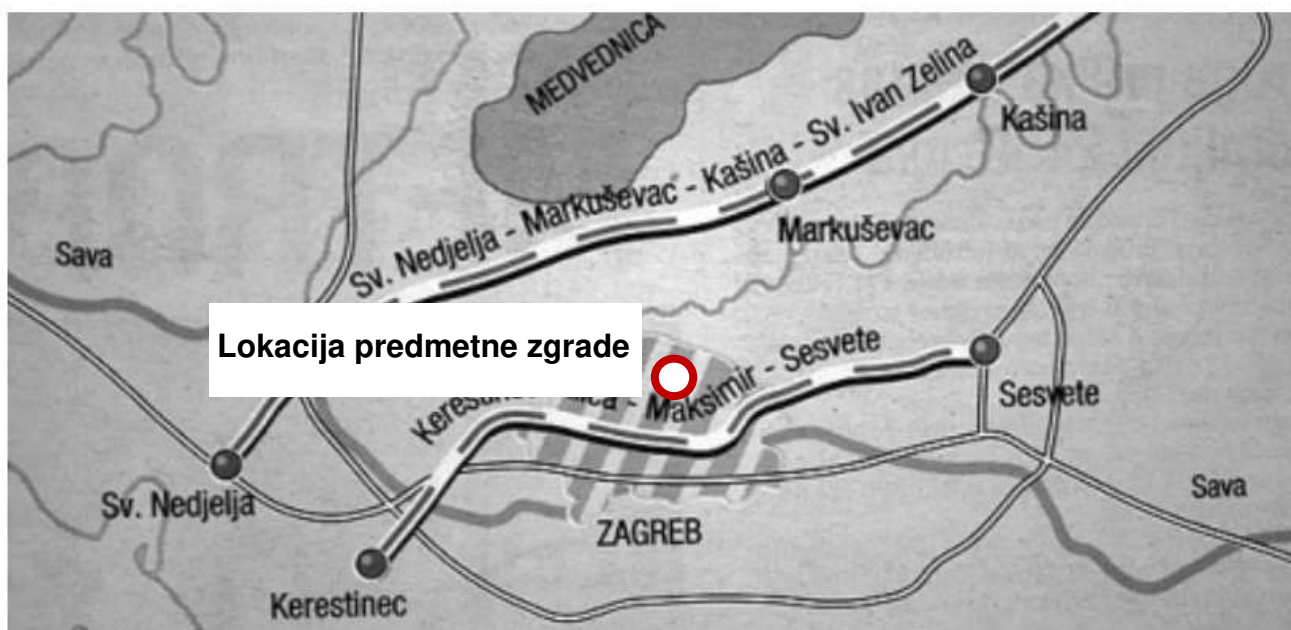 MEDVEDNICA
Sv. Nedjelja - Markuševac - Kašina - Sv. Ivan Zelina
Kašina
Markuševac
Sava
Lokacija predmetne zgrade
- Maksimir - Sesvete
Sesvete
Sv. Nedjelja
Sava
ZAGREB
Kerestinec